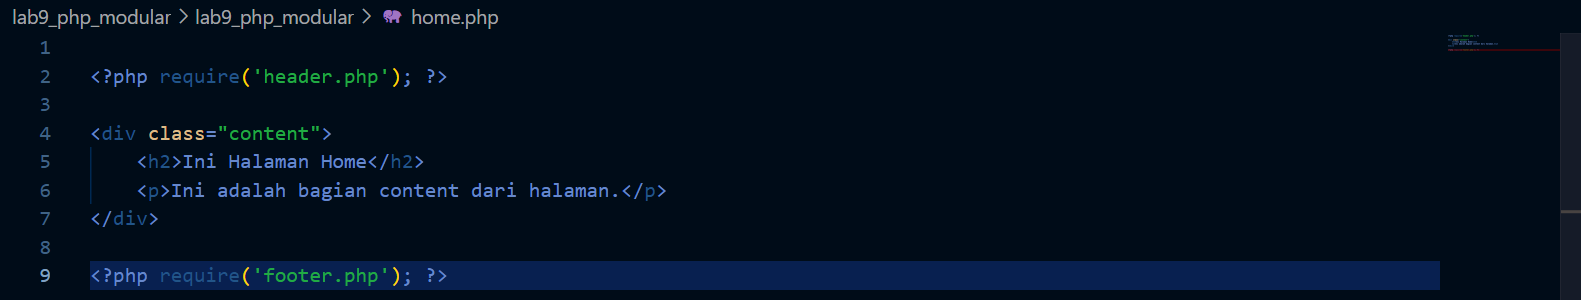 lab9_php_modular > lab9_php_modular > home.php
1
2 <?php require('header.php'); ?>
3
4 <div class="content">
5     <h2>Ini Halaman Home</h2>
6     <p>Ini adalah bagian content dari halaman.</p>
7 </div>
8
9 <?php require('footer.php'); ?>